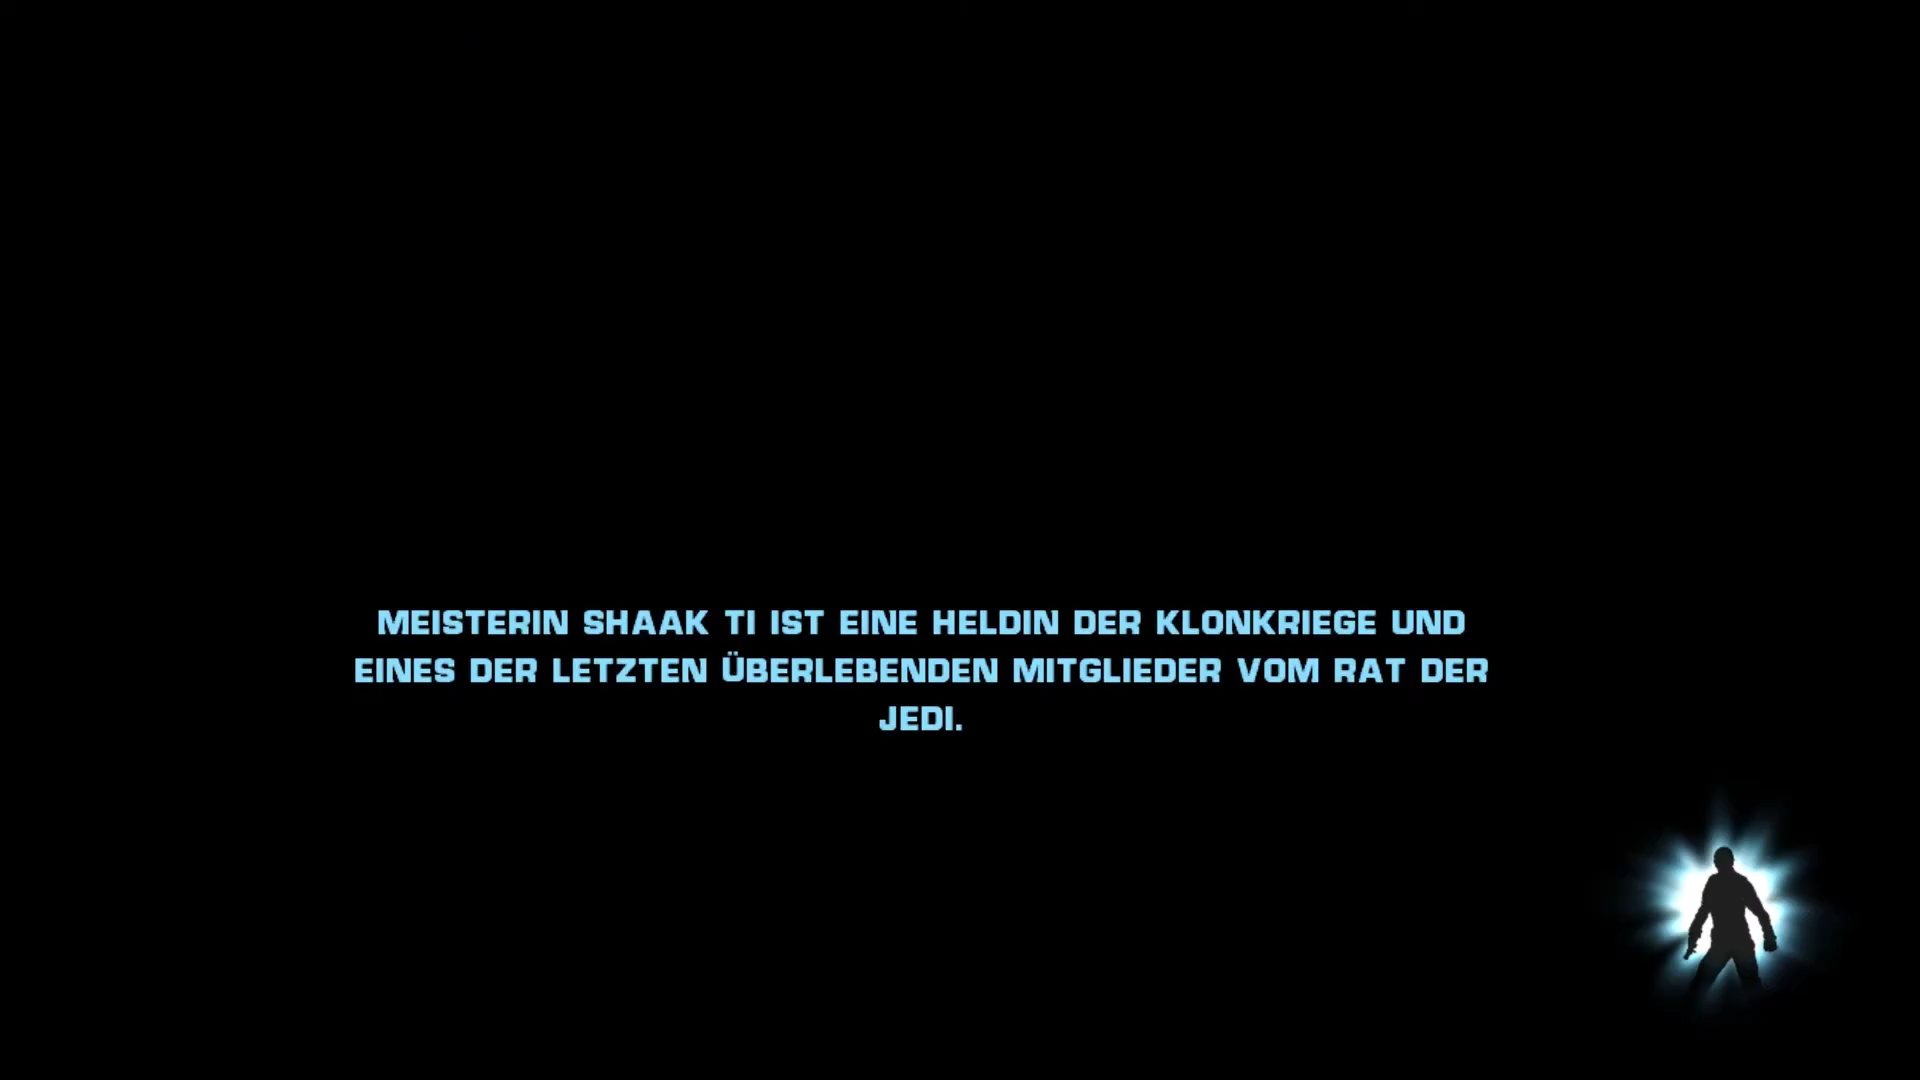 MEISTERIN SHAAK TI IST EINE HELDIN DER KLONKRIEGE UND
EINES DER LETZTEN ÜBERLEBENDEN MITGLIEDER VOM RAT DER
JEDI.